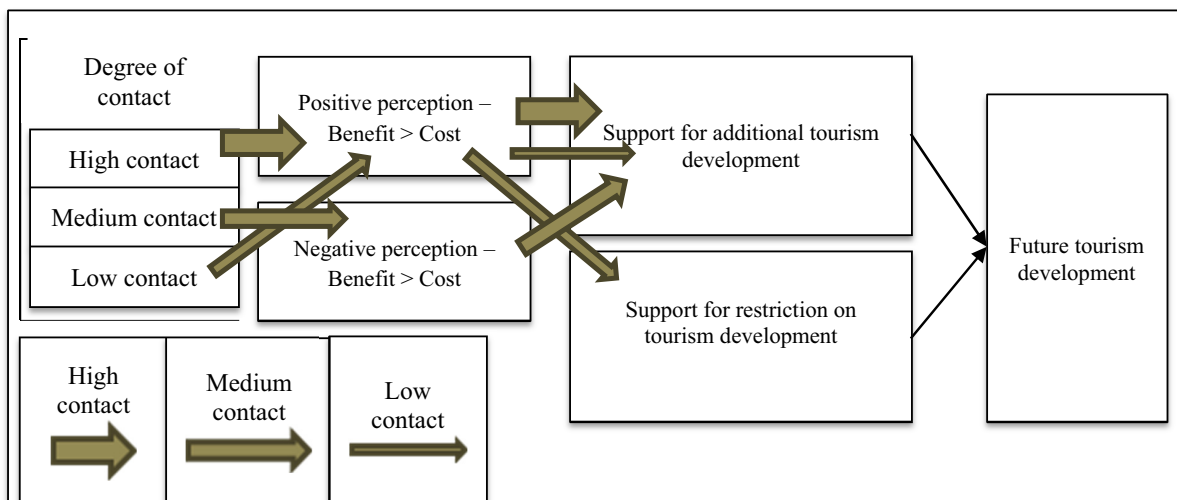 Degree of
contact
High contact
Medium contact
Low contact
Positive perception –
Benefit > Cost
Negative perception –
Benefit > Cost
Support for additional tourism
development
Support for restriction on
tourism development
Future tourism
development
High
contact
Medium
contact
Low
contact